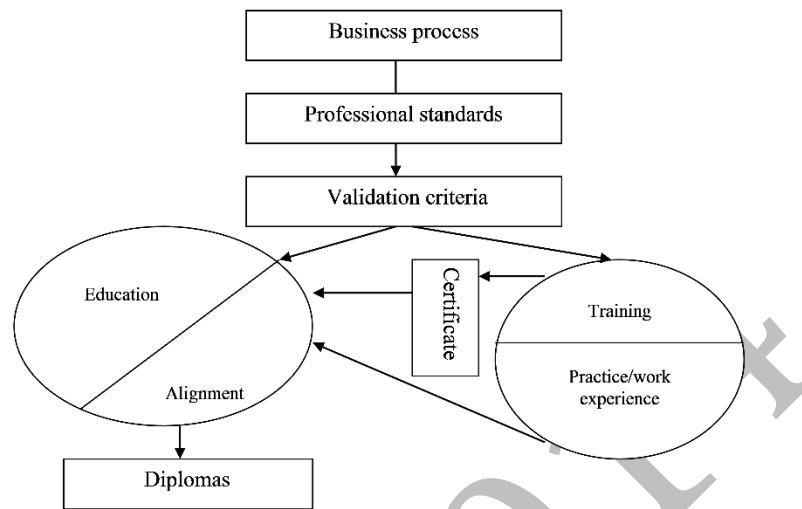 Business process
Professional standards
Validation criteria
Education
Alignment
Certificate
Training
Practice/work
experience
Diplomas